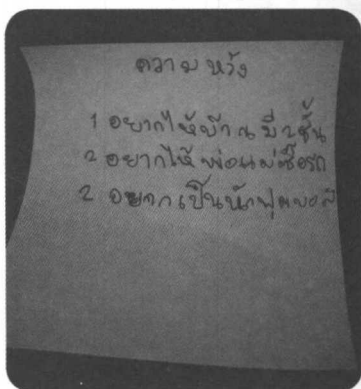 ความหวัง
1 อยากให้บ้านมี 2 ชั้น
2 อยากให้พ่อแม่ซื้อรถ
2 อยากเป็นนักฟุตบอล